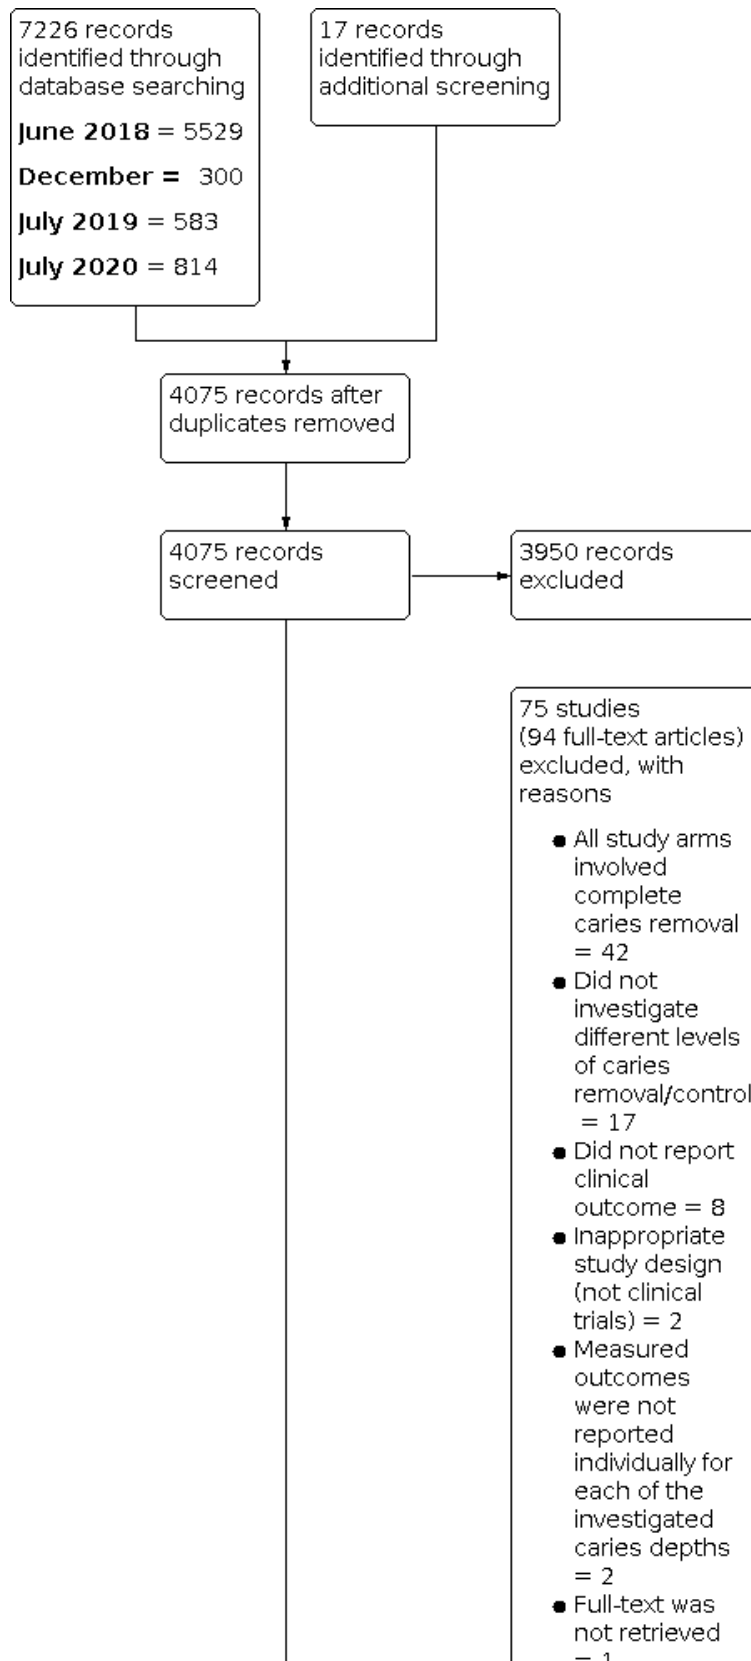 7226 records
identified through
database searching
June 2018 = 5529
December = 300
July 2019 = 583
July 2020 = 814
17 records
identified through
additional screening
4075 records after
duplicates removed
4075 records
screened
3950 records
excluded
75 studies
(94 full-text articles)
excluded, with
reasons
● All study arms
involved
complete
caries removal
= 42
● Did not
investigate
different levels
of caries
removal/control
= 17
● Did not report
clinical
outcome = 8
● Inappropriate
study design
(not clinical
trials) = 2
● Measured
outcomes
were not
reported
individually for
each of the
investigated
caries depths
= 2
● Full-text was
not retrieved
= 1